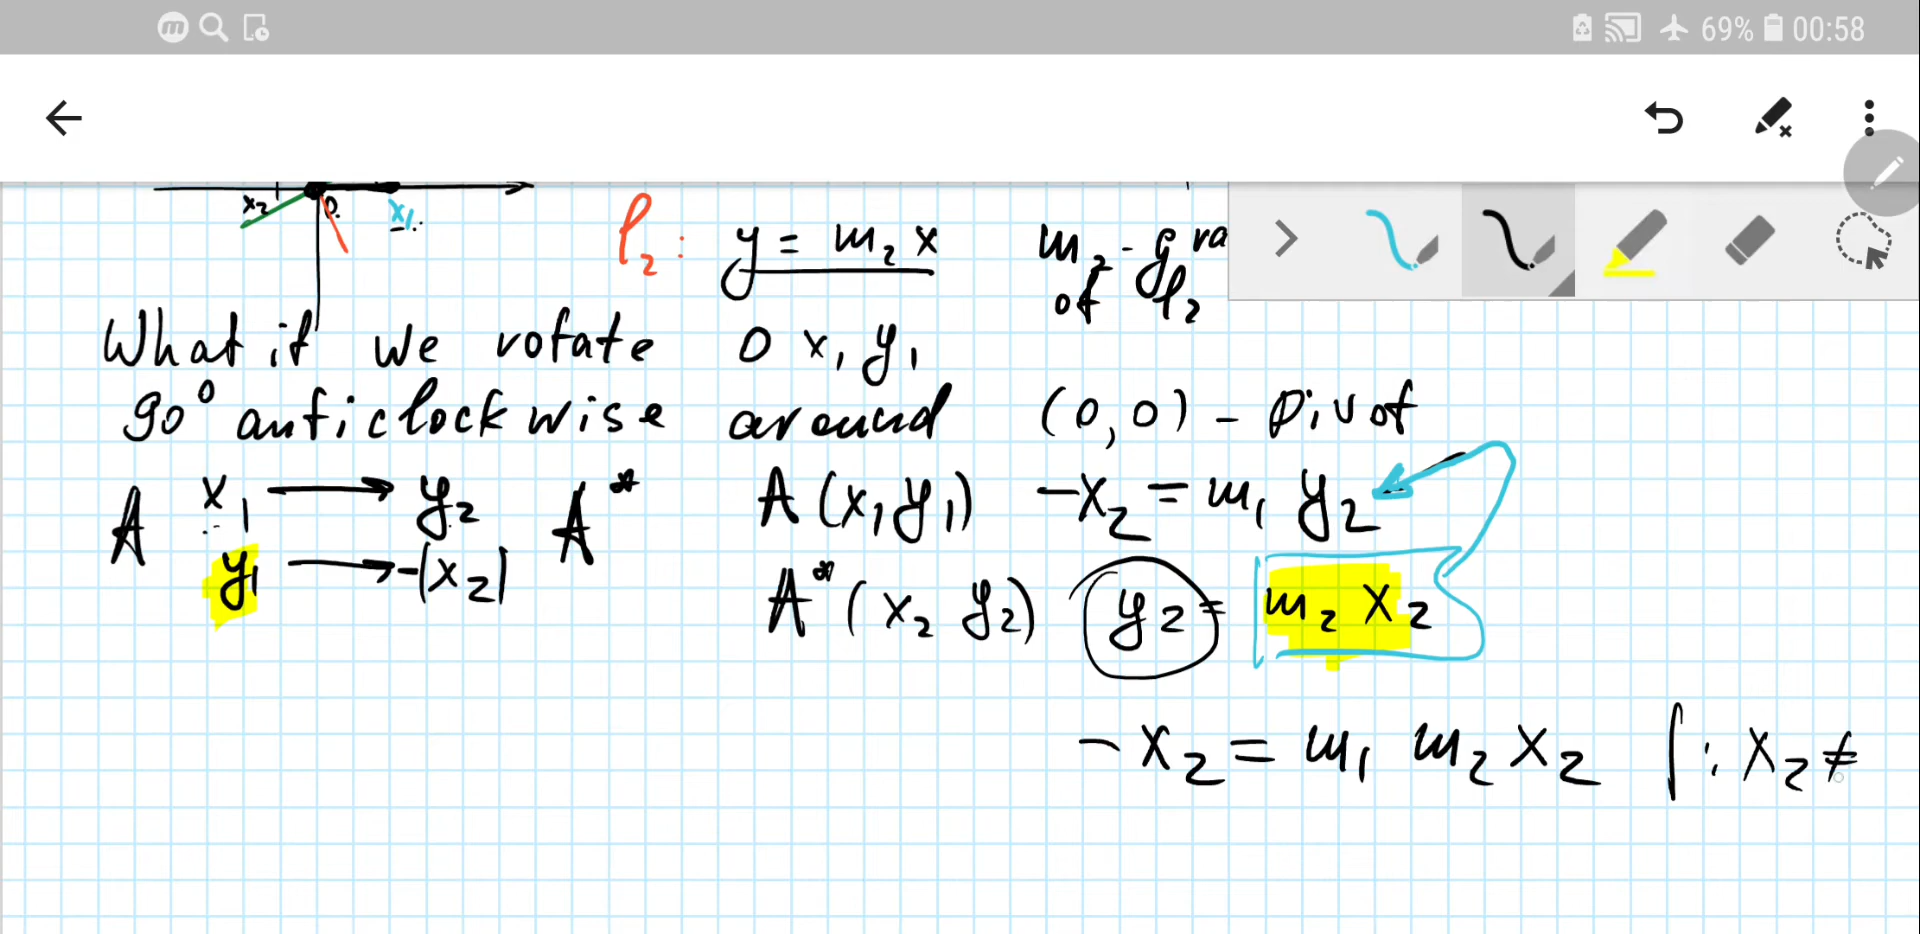 69% 00:58
x₂ 0 x₁
l₂: y = m₂ x m₂ - gra
of l₂
What if we rotate 0 x₁ y₁
90° anticlockwise around (0,0) - pivot
A x₁ → y₂ A* A(x₁ y₁) -x₂ = m₁ y₂
y₁ → -|x₂| A*(x₂ y₂) y₂ = m₂ x₂
-x₂ = m₁ m₂ x₂ | : x₂ ≠